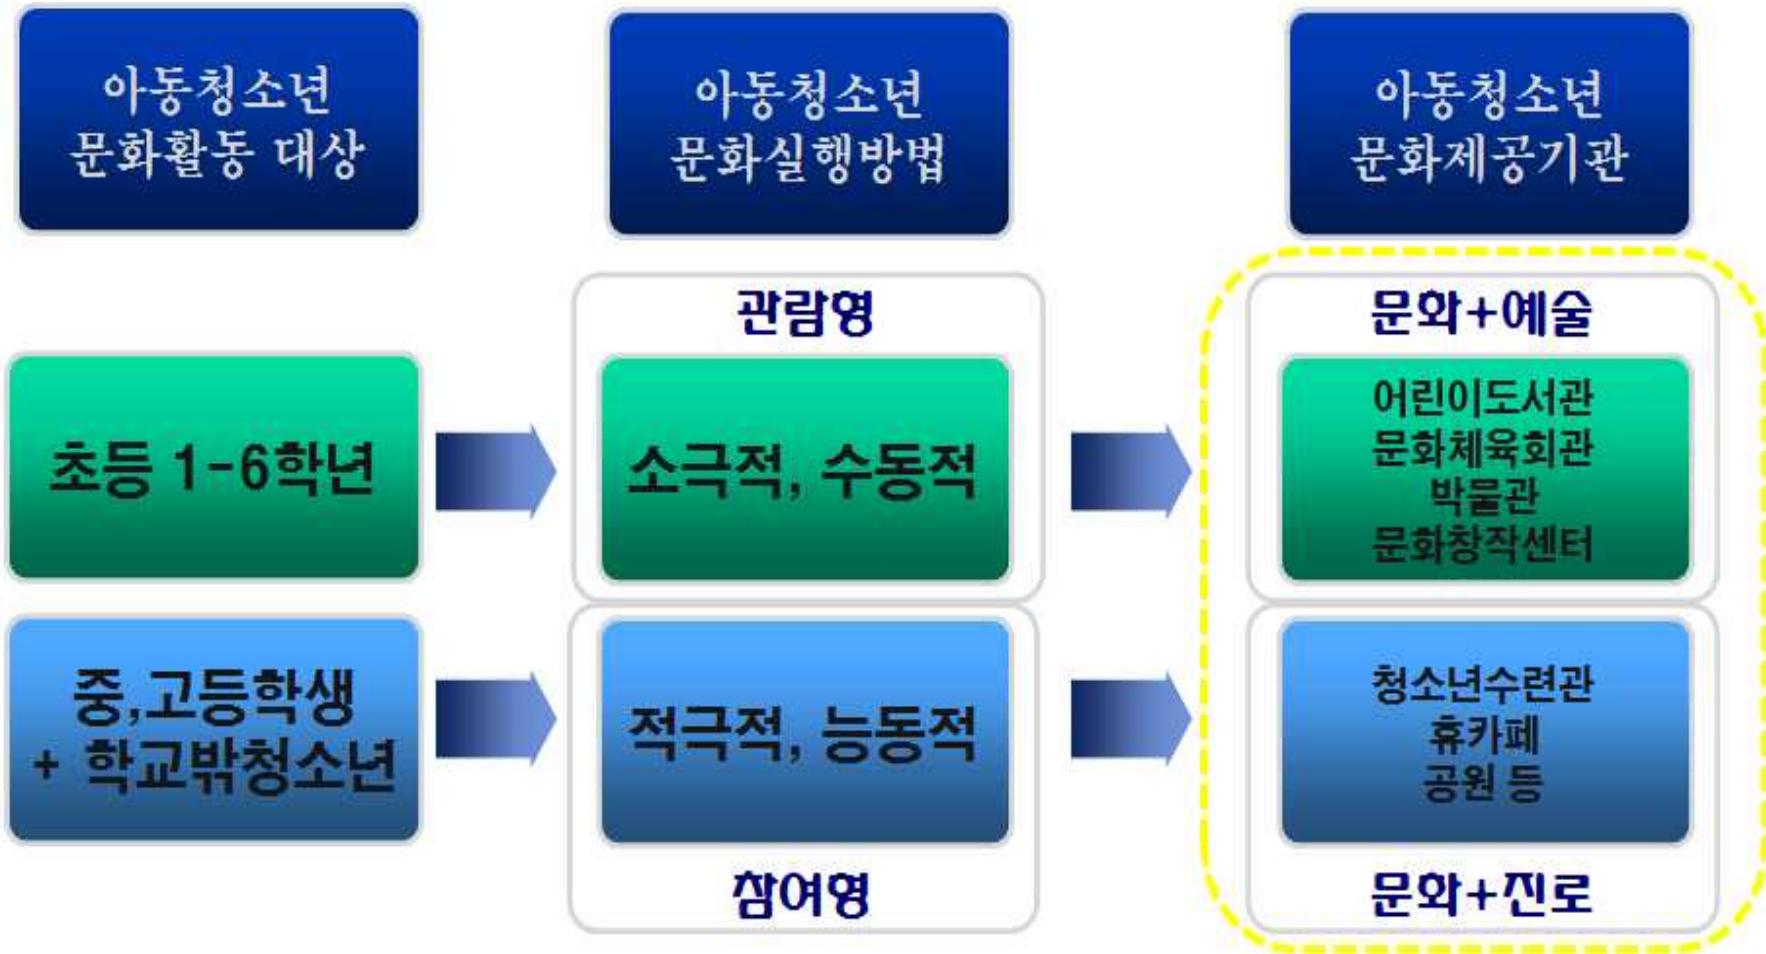 아동청소년
문화활동 대상
아동청소년
문화실행방법
아동청소년
문화제공기관
관람형
문화+예술
초등 1-6학년
소극적, 수동적
어린이도서관
문화체육회관
박물관
문화창작센터
중,고등학생
+ 학교밖청소년
적극적, 능동적
청소년수련관
휴카페
공원 등
참여형
문화+진로